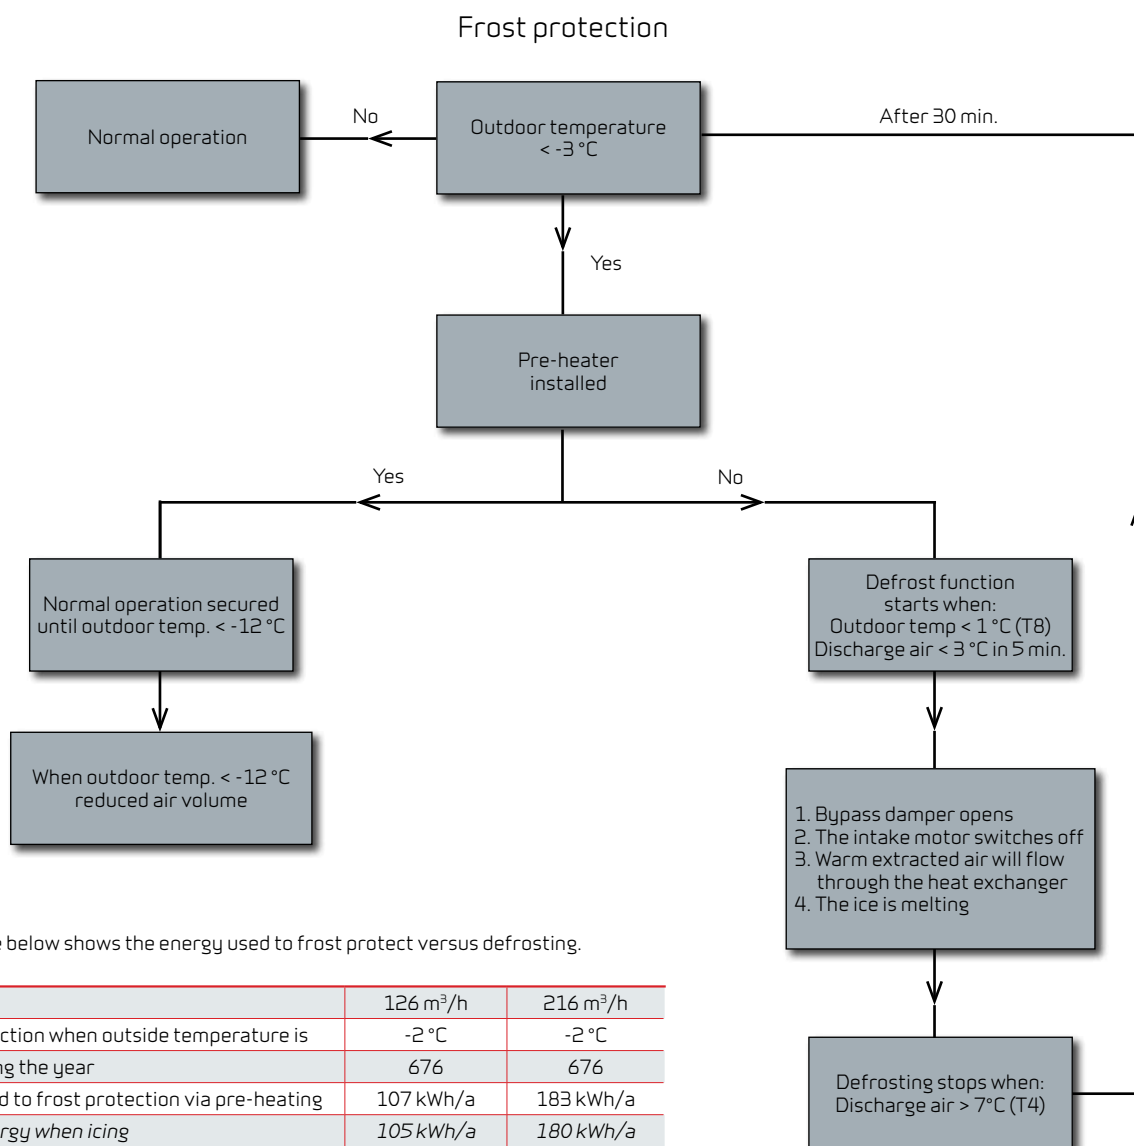 Frost protection
Normal operation
No
Outdoor temperature
< -3 °C
After 30 min.
Yes
Pre-heater
installed
Yes
No
Normal operation secured
until outdoor temp. < -12 °C
Defrost function
starts when:
Outdoor temp < 1 °C (T8)
Discharge air < 3 °C in 5 min.
When outdoor temp. < -12 °C
reduced air volume
1. Bypass damper opens
2. The intake motor switches off
3. Warm extracted air will flow
through the heat exchanger
4. The ice is melting
below shows the energy used to frost protect versus defrosting.
126 m³/h 216 m³/h
ction when outside temperature is -2 °C -2 °C
ng the year 676 676
d to frost protection via pre-heating 107 kWh/a 183 kWh/a
rgy when icing 105 kWh/a 180 kWh/a
Defrosting stops when:
Discharge air > 7°C (T4)